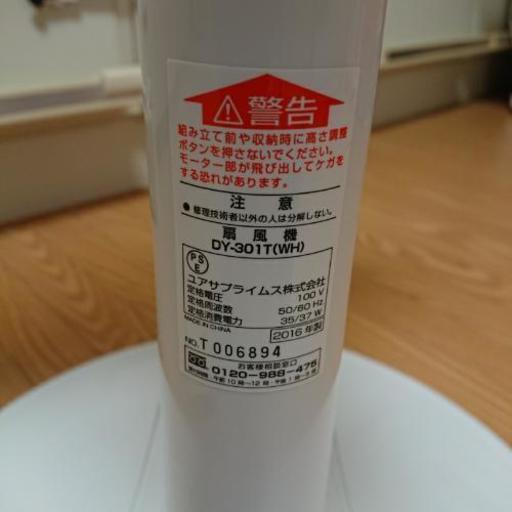 警告
組み立て前や収納時に高さ調整
ボタンを押さないでください。
モーター部が飛び出してケガを
する恐れがあります。
注意
●修理技術者以外の人は分解しない。
扇風機
DY-301T(WH)
PSE
ユアサプライムス株式会社
定格電圧 100 V
定格周波数 50/60 Hz
定格消費電力 35/37 W
MADE IN CHINA
2016年製
NO.T 006894
お客様相談窓口
0120-988-475